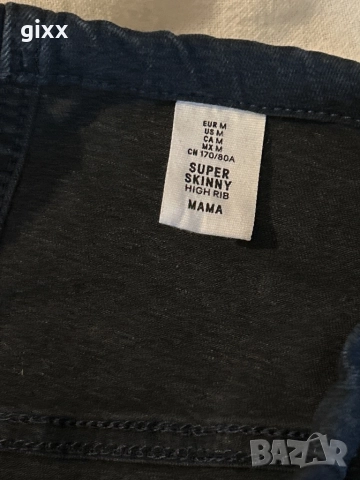 gixx
EUR M
US M
CA M
MX M
CN 170/80A
SUPER
SKINNY
HIGH RIB
MAMA
BAZAR